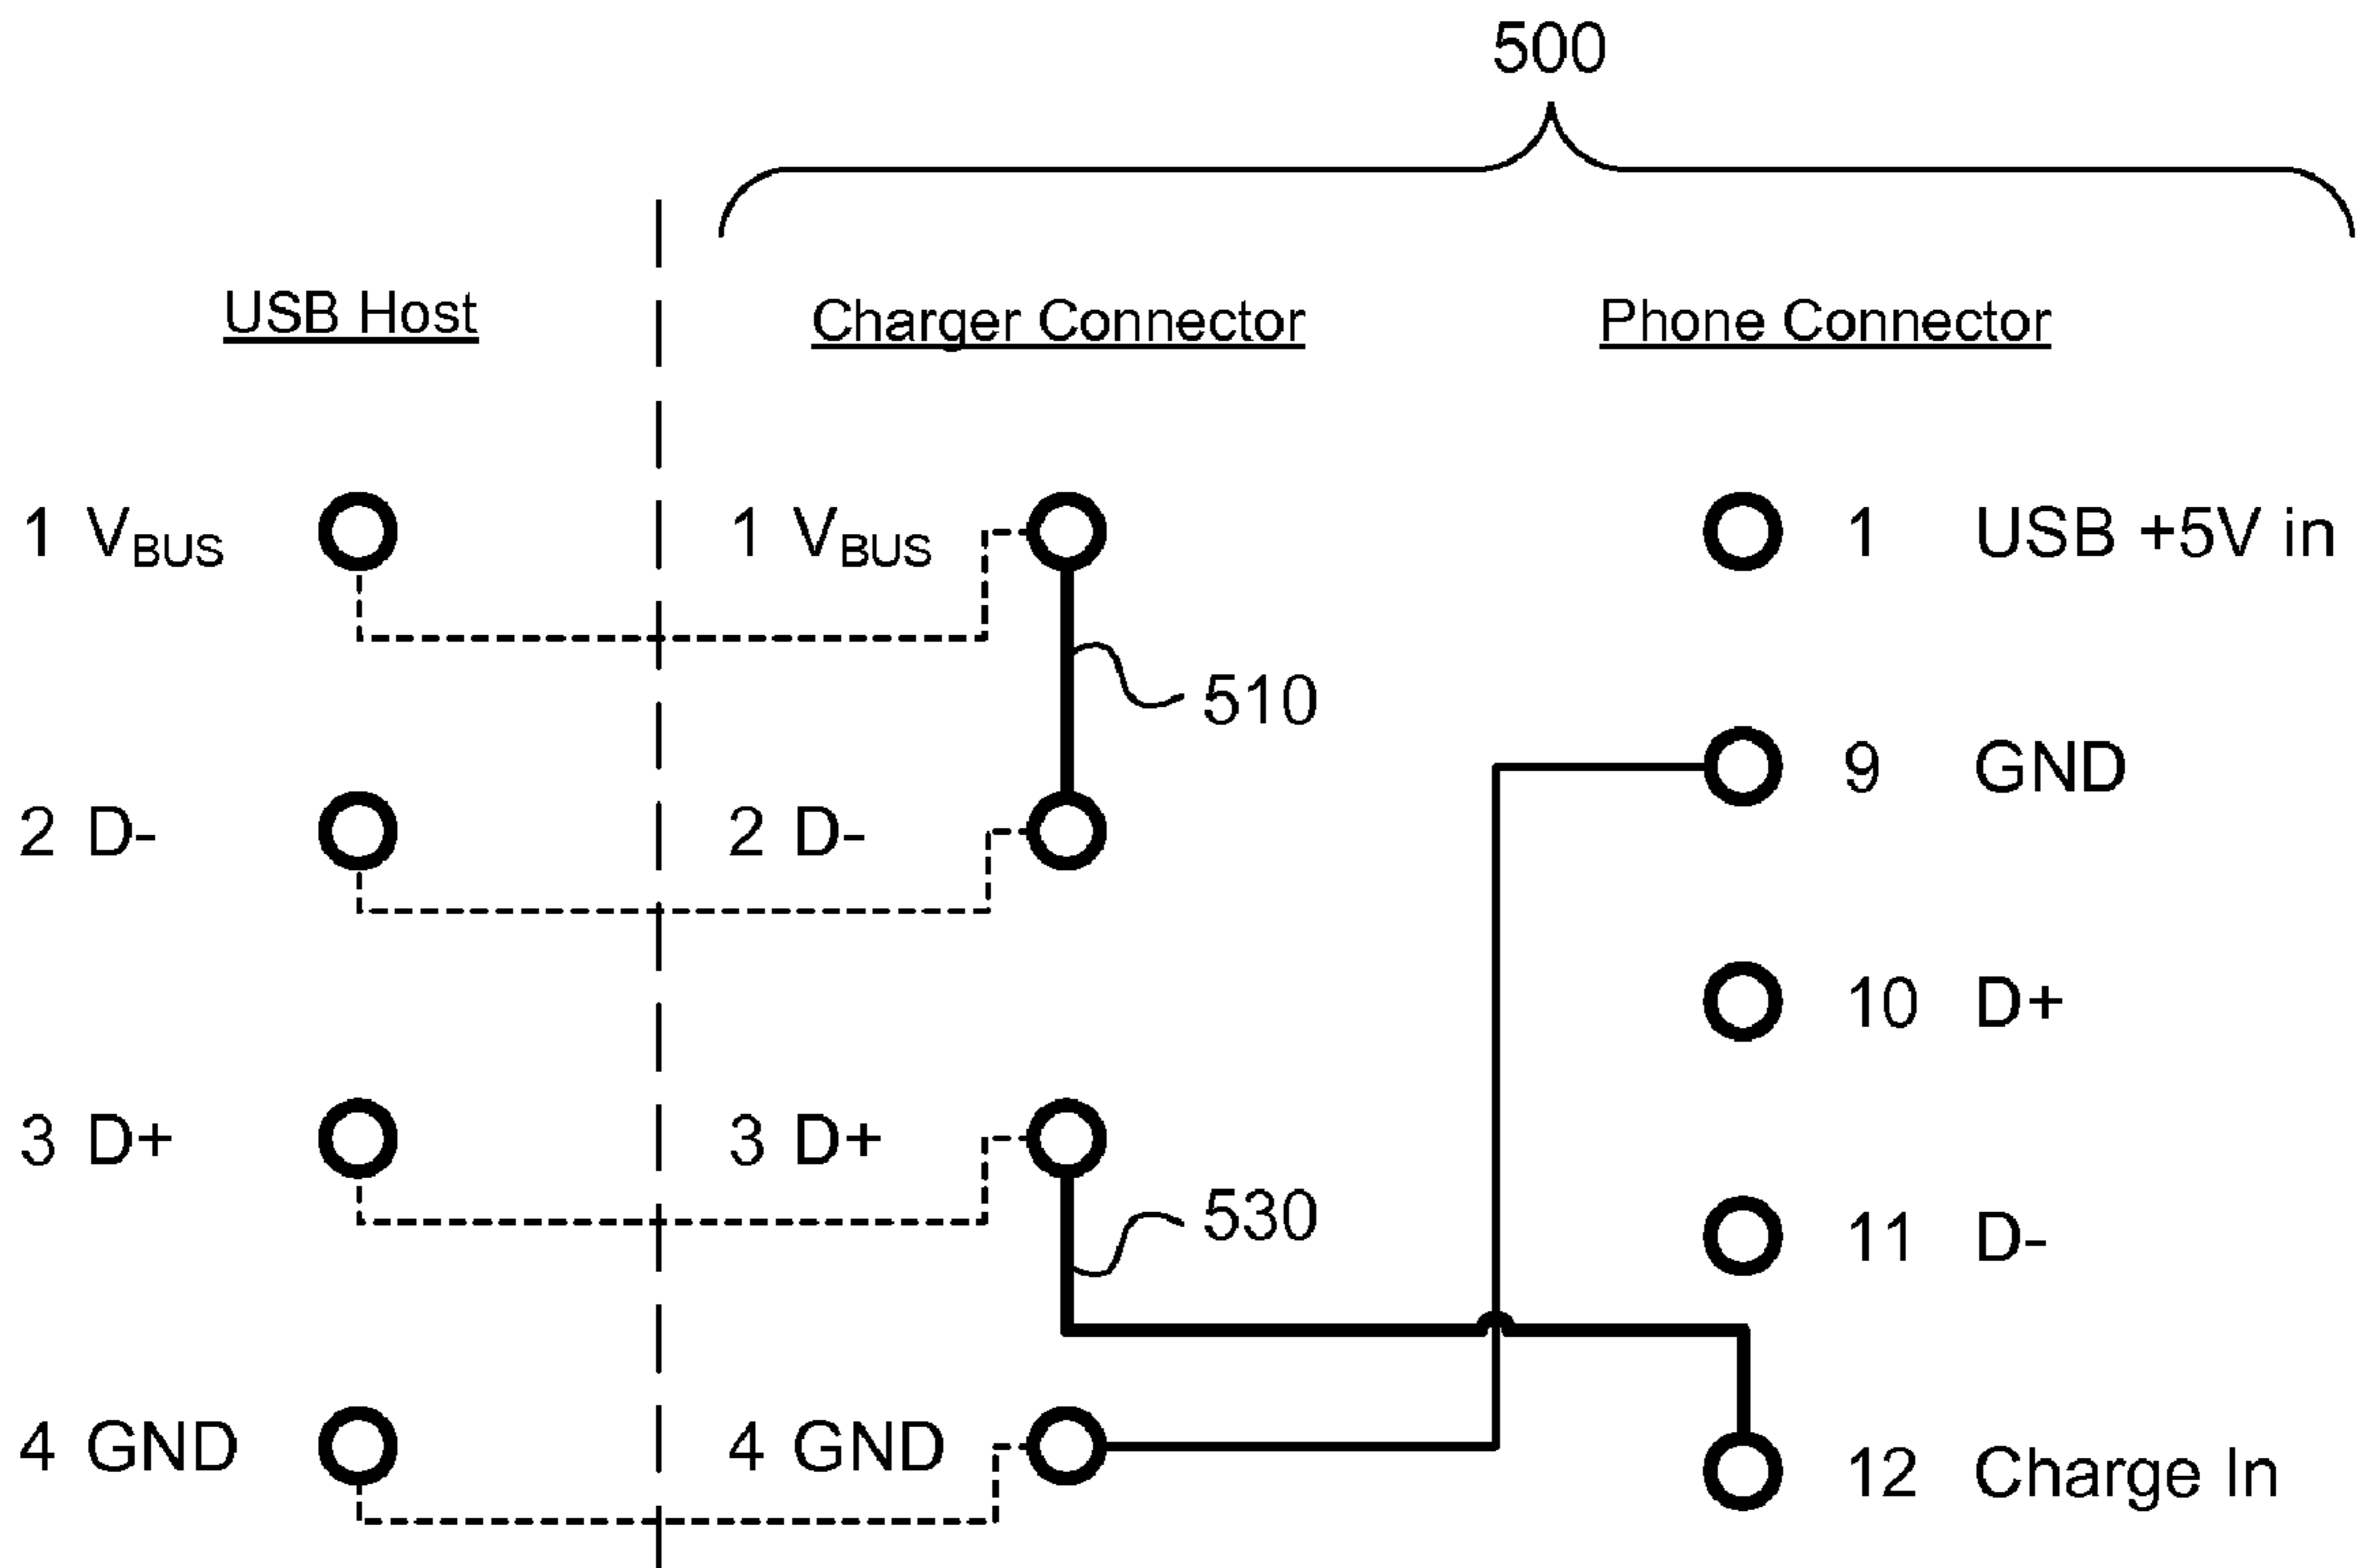 500
USB Host
Charger Connector
Phone Connector
1 VBUS
1 VBUS
1 USB +5V in
510
9 GND
2 D-
2 D-
10 D+
3 D+
3 D+
530
11 D-
4 GND
4 GND
12 Charge In